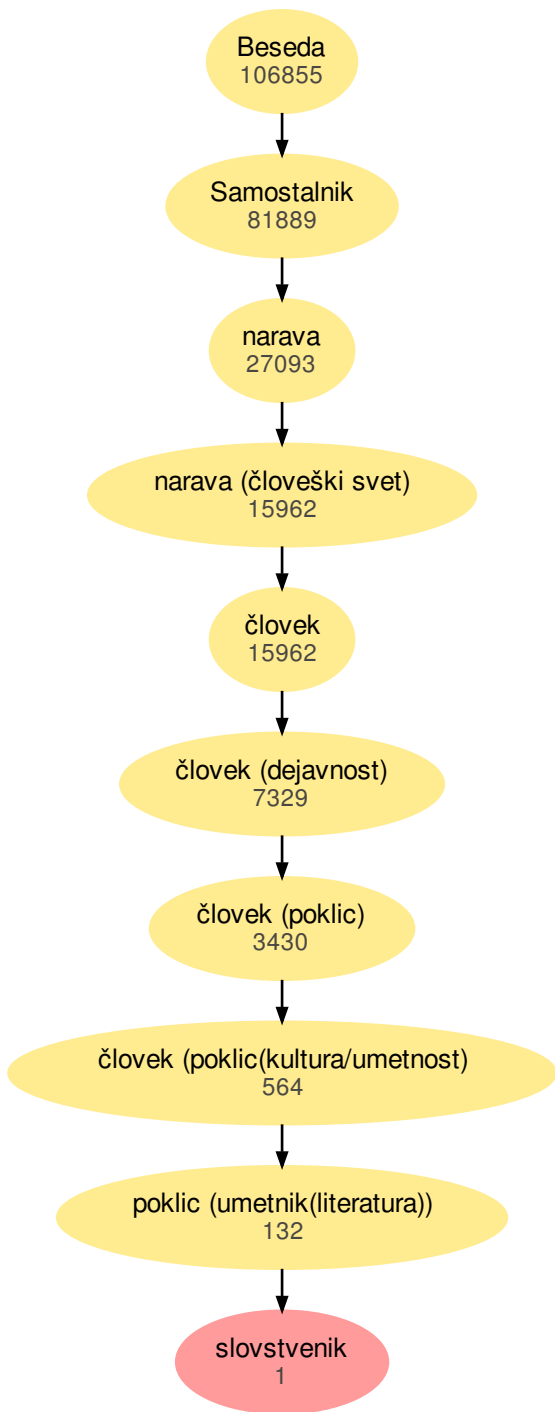 Beseda
106855
Samostalnik
81889
narava
27093
narava (človeški svet)
15962
človek
15962
človek (dejavnost)
7329
človek (poklic)
3430
človek (poklic(kultura/umetnost)
564
poklic (umetnik(literatura))
132
slovstvenik
1